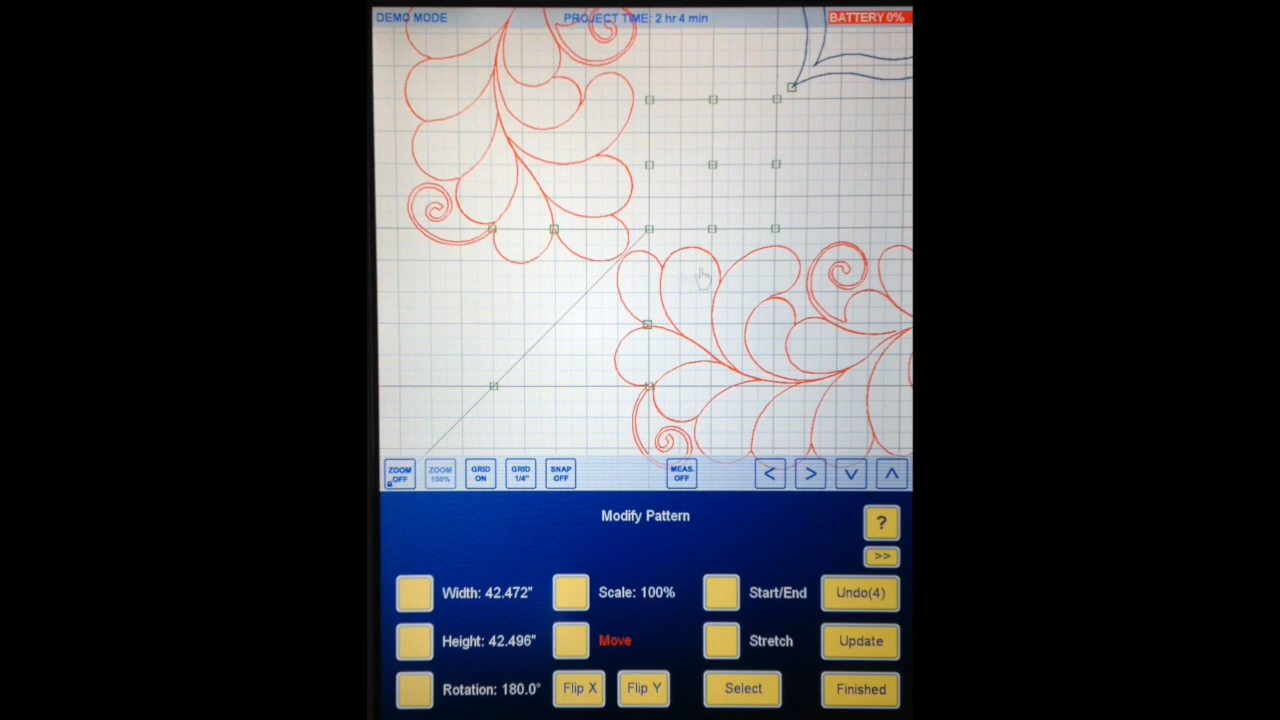 DEMO MODE PROJECT TIME: 2 hr 4 min BATTERY 0%
ZOOM OFF ZOOM 150% GRID ON GRID 1/4" SNAP OFF MEAS. OFF < > V ^
Modify Pattern
?
>>
Width: 42.472" Scale: 100% Start/End Undo(4)
Height: 42.496" Move Stretch Update
Rotation: 180.0° Flip X Flip Y Select Finished